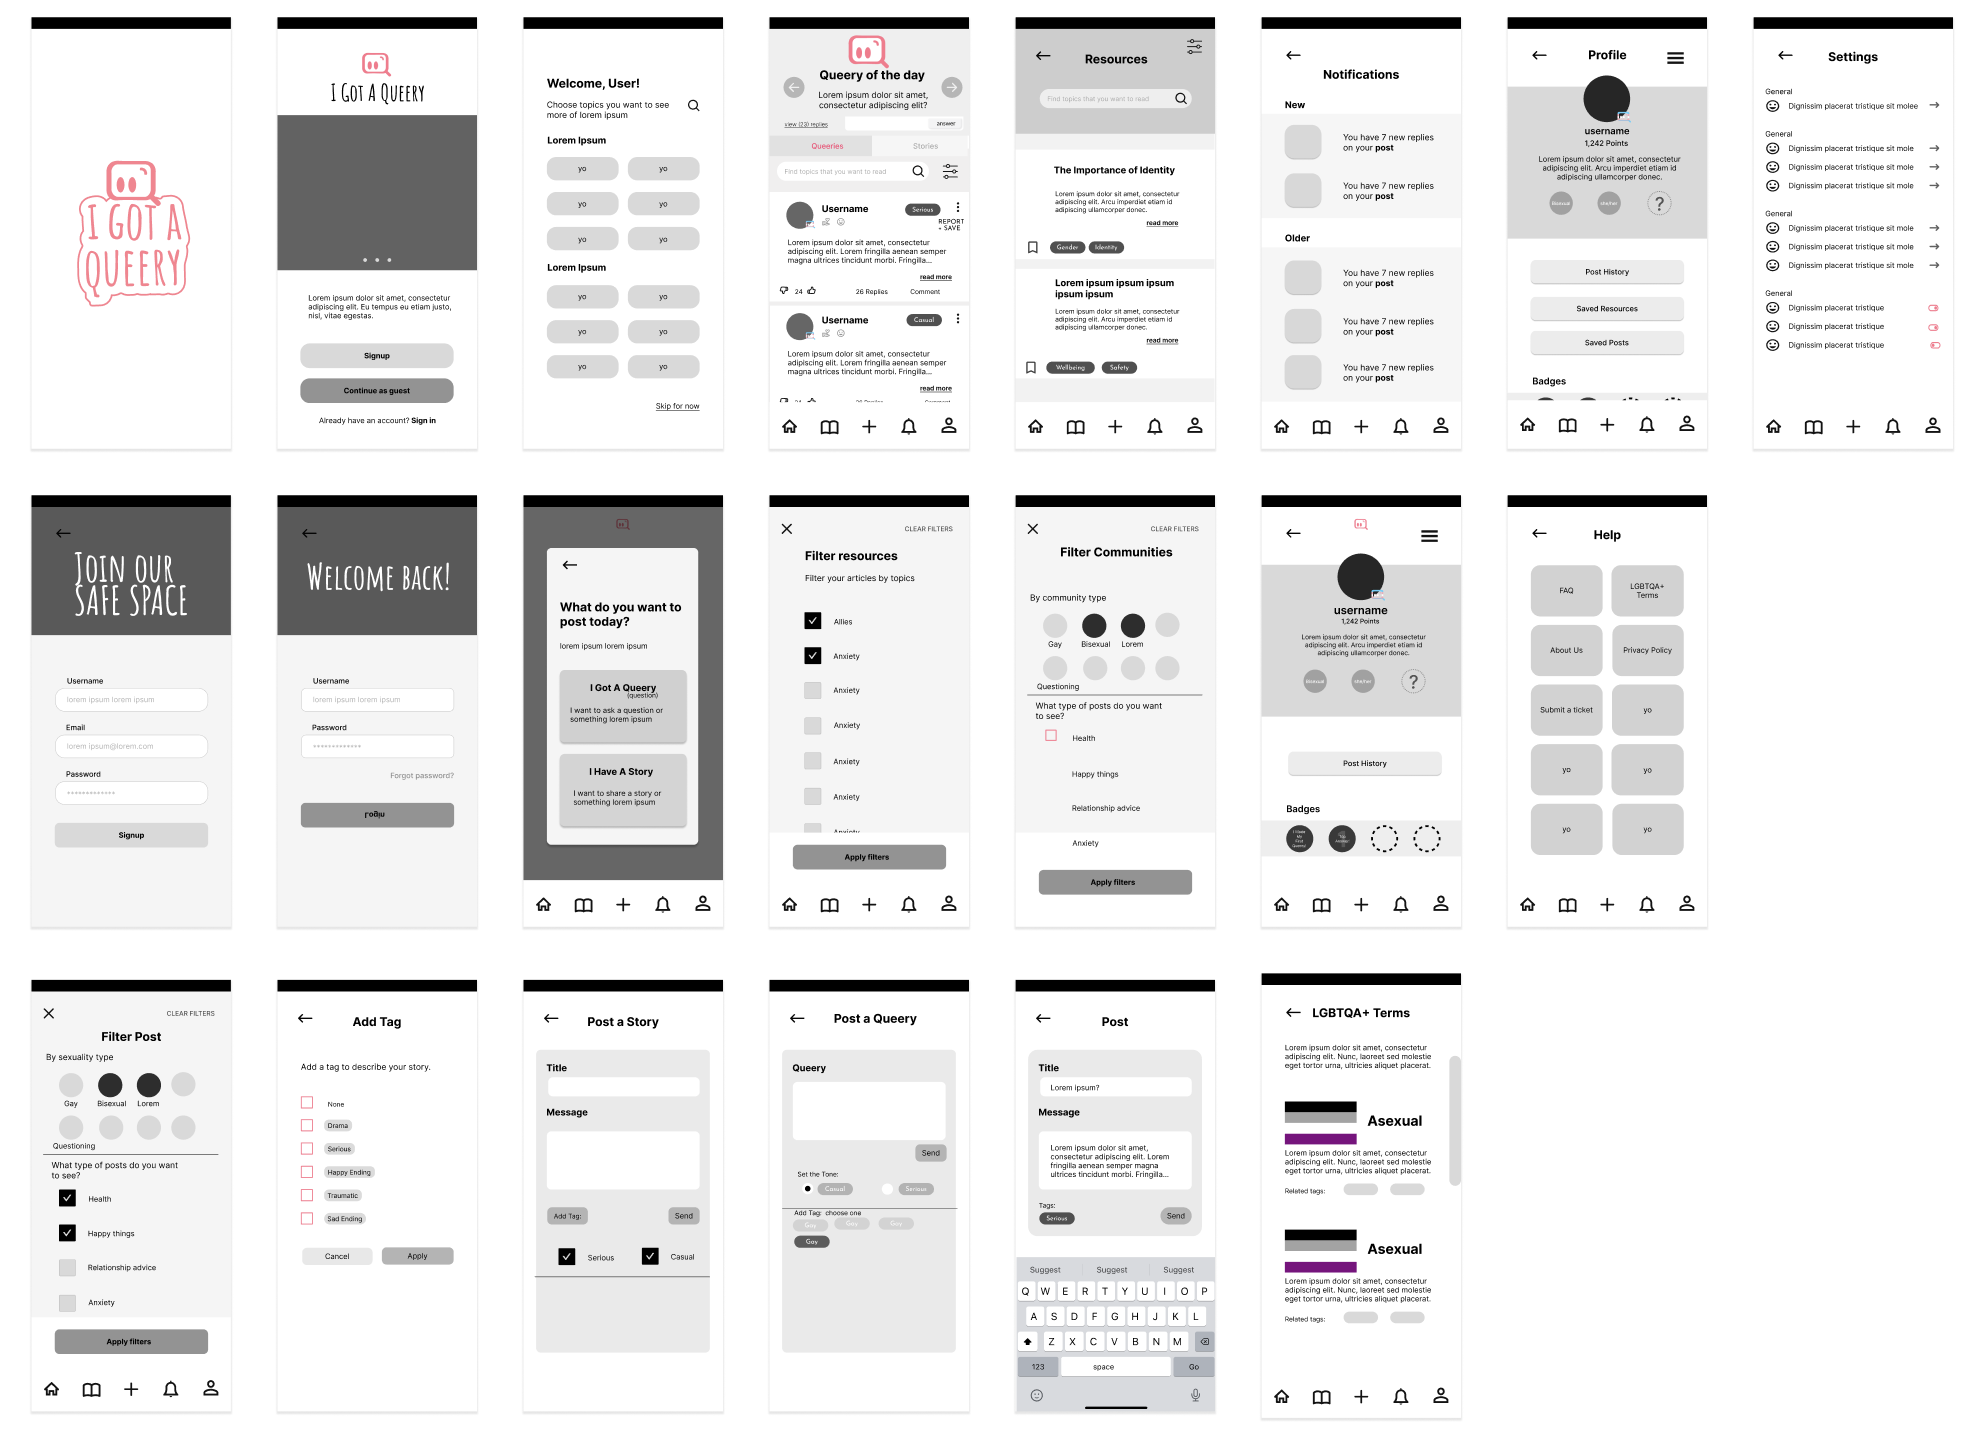 I GOT A
QUEERY
I GOT A QUEERY
Lorem ipsum dolor sit amet, consectetur
adipiscing elit. Eu tempus eu etiam justo,
nisl, vitae egestas.
Signup
Continue as guest
Already have an account? Sign in
Welcome, User!
Choose topics you want to see
more of lorem ipsum
Lorem Ipsum
yo yo
yo yo
yo yo
Lorem Ipsum
yo yo
yo yo
yo yo
Skip for now
Queery of the day
Lorem ipsum dolor sit amet,
consectetur adipiscing elit?
view (23) replies
answer
Queeries Stories
Find topics that you want to read
Username
Serious
REPORT
+ SAVE
Lorem ipsum dolor sit amet, consectetur
adipiscing elit. Lorem fringilla aenean semper
magna ultrices tincidunt morbi. Fringilla...
read more
24 26 Replies Comment
Username
Casual
Lorem ipsum dolor sit amet, consectetur
adipiscing elit. Lorem fringilla aenean semper
magna ultrices tincidunt morbi. Fringilla...
read more
24 26 Replies Comment
Resources
Find topics that you want to read
The Importance of Identity
Lorem ipsum dolor sit amet, consectetur
adipiscing elit. Arcu imperdiet etiam id
adipiscing ullamcorper donec.
read more
Gender Identity
Lorem ipsum ipsum ipsum
ipsum ipsum
Lorem ipsum dolor sit amet, consectetur
adipiscing elit. Arcu imperdiet etiam id
adipiscing ullamcorper donec.
read more
Wellbeing Safety
Notifications
New
You have 7 new replies
on your post
You have 7 new replies
on your post
Older
You have 7 new replies
on your post
You have 7 new replies
on your post
You have 7 new replies
on your post
Profile
username
1,242 Points
Lorem ipsum dolor sit amet, consectetur
adipiscing elit. Arcu imperdiet etiam id
adipiscing ullamcorper donec.
Bisexual she/her ?
Post History
Saved Resources
Saved Posts
Badges
Settings
General
Dignissim placerat tristique sit molee
General
Dignissim placerat tristique sit mole
Dignissim placerat tristique sit mole
Dignissim placerat tristique sit mole
General
Dignissim placerat tristique sit mole
Dignissim placerat tristique sit mole
Dignissim placerat tristique sit mole
General
Dignissim placerat tristique
Dignissim placerat tristique
Dignissim placerat tristique
JOIN OUR
SAFE SPACE
Username
lorem ipsum lorem ipsum
Email
lorem ipsum@lorem.com
Password
*************
Signup
WELCOME BACK!
Username
lorem ipsum lorem ipsum
Password
*************
Forgot password?
Login
What do you want to
post today?
lorem ipsum lorem ipsum
I Got A Queery
(question)
I want to ask a question or
something lorem ipsum
I Have A Story
I want to share a story or
something lorem ipsum
CLEAR FILTERS
Filter resources
Filter your articles by topics
Allies
Anxiety
Anxiety
Anxiety
Anxiety
Anxiety
Anxiety
Apply filters
CLEAR FILTERS
Filter Communities
By community type
Gay Bisexual Lorem
Questioning
What type of posts do you want
to see?
Health
Happy things
Relationship advice
Anxiety
Apply filters
username
1,242 Points
Lorem ipsum dolor sit amet, consectetur
adipiscing elit. Arcu imperdiet etiam id
adipiscing ullamcorper donec.
Bisexual she/her ?
Post History
Badges
I Made
My
First
Queery!
Top
Help
FAQ
LGBTQA+
Terms
About Us Privacy Policy
Submit a ticket yo
yo yo
yo yo
CLEAR FILTERS
Filter Post
By sexuality type
Gay Bisexual Lorem
Questioning
What type of posts do you want
to see?
Health
Happy things
Relationship advice
Anxiety
Apply filters
Add Tag
Add a tag to describe your story.
None
Drama
Serious
Happy Ending
Traumatic
Sad Ending
Cancel Apply
Post a Story
Title
Message
Add Tag: Send
Serious Casual
Post a Queery
Queery
Send
Set the Tone:
Casual Serious
Add Tag: choose one
Gay Gay Gay
Gay
Post
Title
Lorem ipsum?
Message
Lorem ipsum dolor sit amet,
consectetur adipiscing elit. Lorem
fringilla aenean semper magna
ultrices tincidunt morbi. Fringilla...
Tags:
Serious
Send
Suggest Suggest Suggest
Q W E R T Y U I O P
A S D F G H J K L
Z X C V B N M
123 space Go
LGBTQA+ Terms
Lorem ipsum dolor sit amet, consectetur
adipiscing elit. Nunc, laoreet sed molestie
eget tortor urna, ultricies aliquet placerat.
Asexual
Lorem ipsum dolor sit amet, consectetur
adipiscing elit. Nunc, laoreet sed molestie
eget tortor urna, ultricies aliquet placerat.
Related tags:
Asexual
Lorem ipsum dolor sit amet, consectetur
adipiscing elit. Nunc, laoreet sed molestie
eget tortor urna, ultricies aliquet placerat.
Related tags: